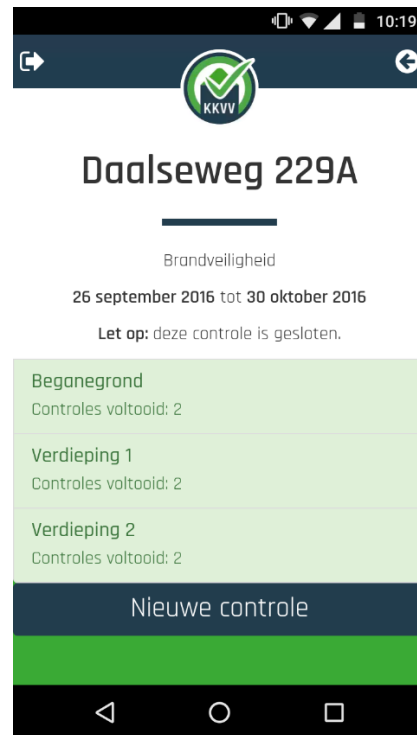 10:19
KKVV
Daalseweg 229A
Brandveiligheid
26 september 2016 tot 30 oktober 2016
Let op: deze controle is gesloten.
Beganegrond
Controles voltooid: 2
Verdieping 1
Controles voltooid: 2
Verdieping 2
Controles voltooid: 2
Nieuwe controle